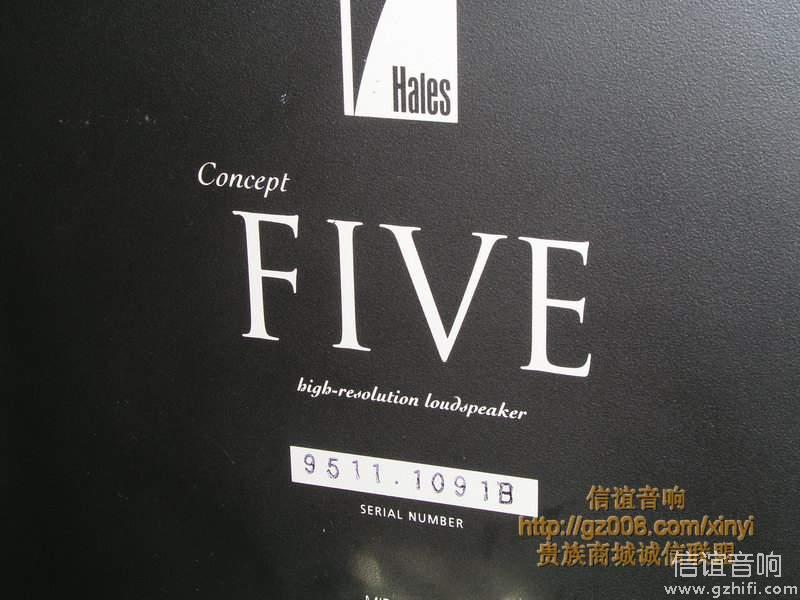 Hales
Concept
FIVE
high-resolution loudspeaker
9511.1091B
SERIAL NUMBER
信谊音响
http://gz008.com/xinyi
贵族商城诚信联盟
信谊音响
www.gzhifi.com